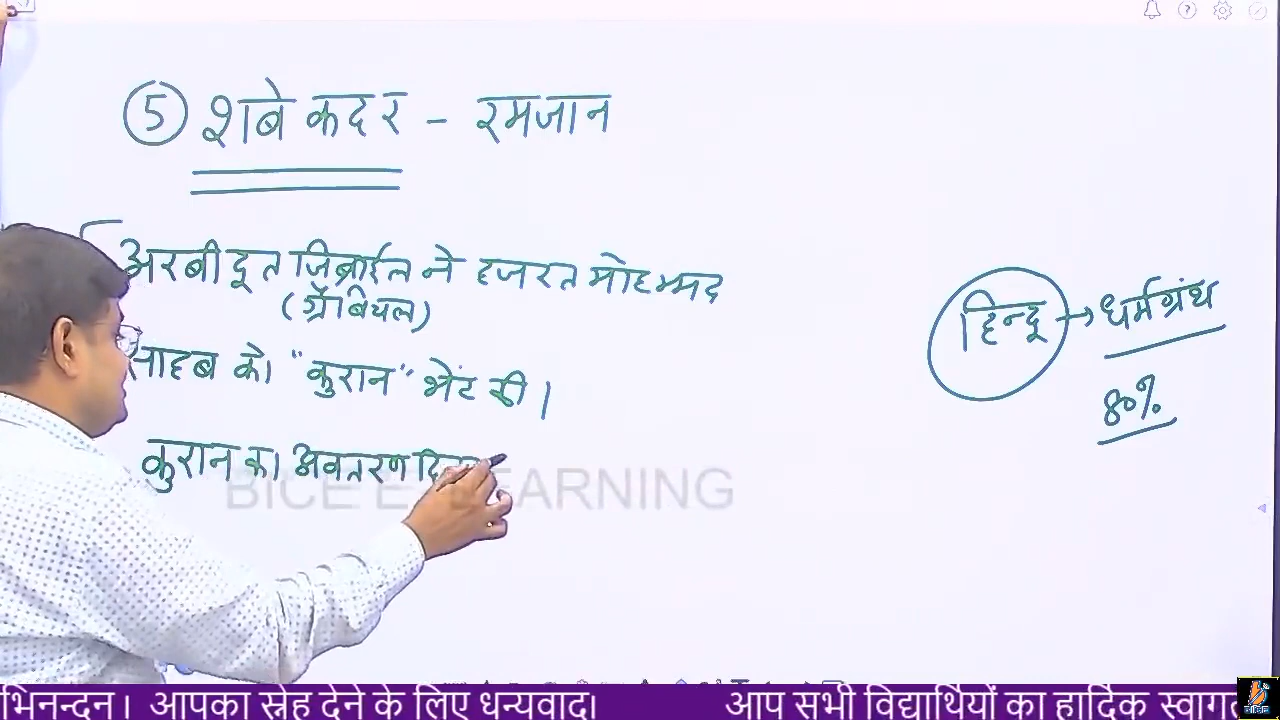 ⑤ शबे कदर - रमजान
अरबी दूत जिब्राईल ने हजरत मोहम्मद
(ग्रेबियल)
साहब को "कुरान" भेंट की।
कुरान का अवतरण
हिन्दू → धर्मग्रंथ
80%
BICE E-LEARNING
भिनन्दन। आपका स्नेह देने के लिए धन्यवाद। आप सभी विद्यार्थियों का हार्दिक स्वागत
BICE